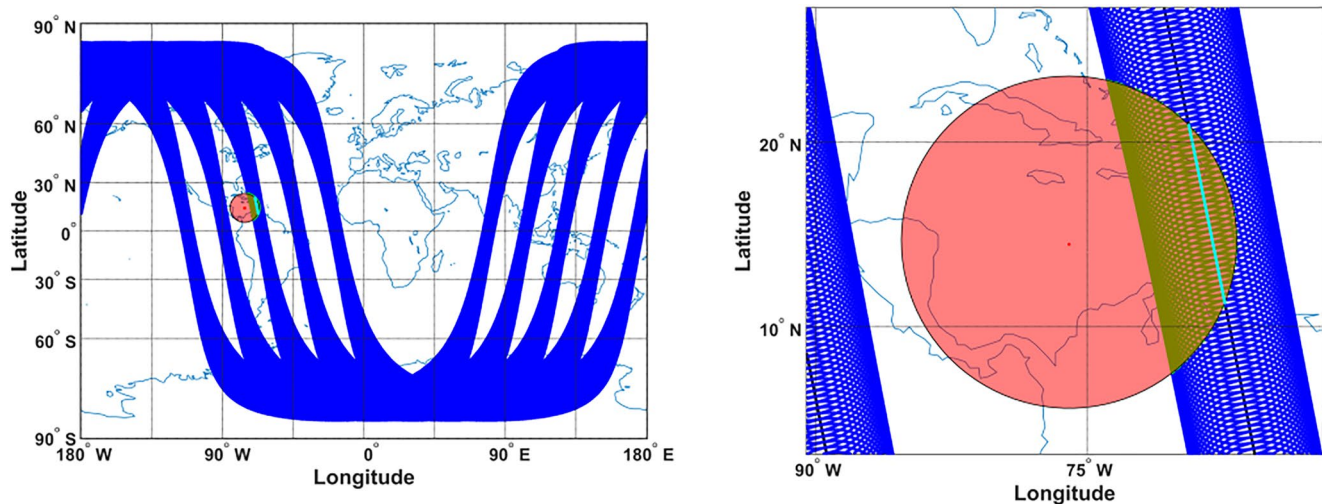 90° N
60° N
30° N
0°
30° S
60° S
90° S
Latitude
180° W
90° W
0°
90° E
180° E
Longitude
20° N
10° N
Latitude
90° W
75° W
Longitude